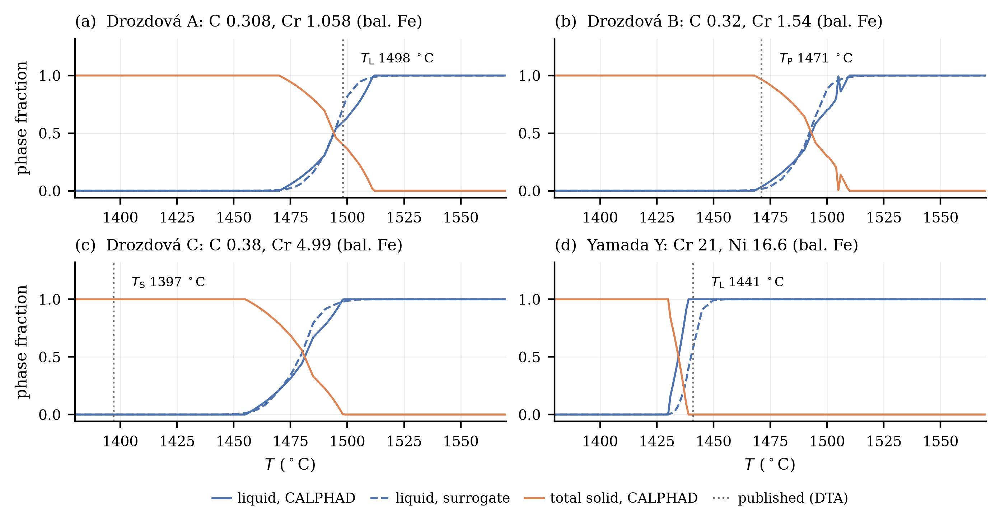 (a) Drozdová A: C 0.308, Cr 1.058 (bal. Fe)
phase fraction
1.0
0.5
0.0
T_L 1498 °C
1400 1425 1450 1475 1500 1525 1550
(b) Drozdová B: C 0.32, Cr 1.54 (bal. Fe)
1.0
0.5
0.0
T_P 1471 °C
1400 1425 1450 1475 1500 1525 1550
(c) Drozdová C: C 0.38, Cr 4.99 (bal. Fe)
phase fraction
1.0
0.5
0.0
T_S 1397 °C
1400 1425 1450 1475 1500 1525 1550
T (°C)
(d) Yamada Y: Cr 21, Ni 16.6 (bal. Fe)
1.0
0.5
0.0
T_L 1441 °C
1400 1425 1450 1475 1500 1525 1550
T (°C)
liquid, CALPHAD liquid, surrogate total solid, CALPHAD published (DTA)